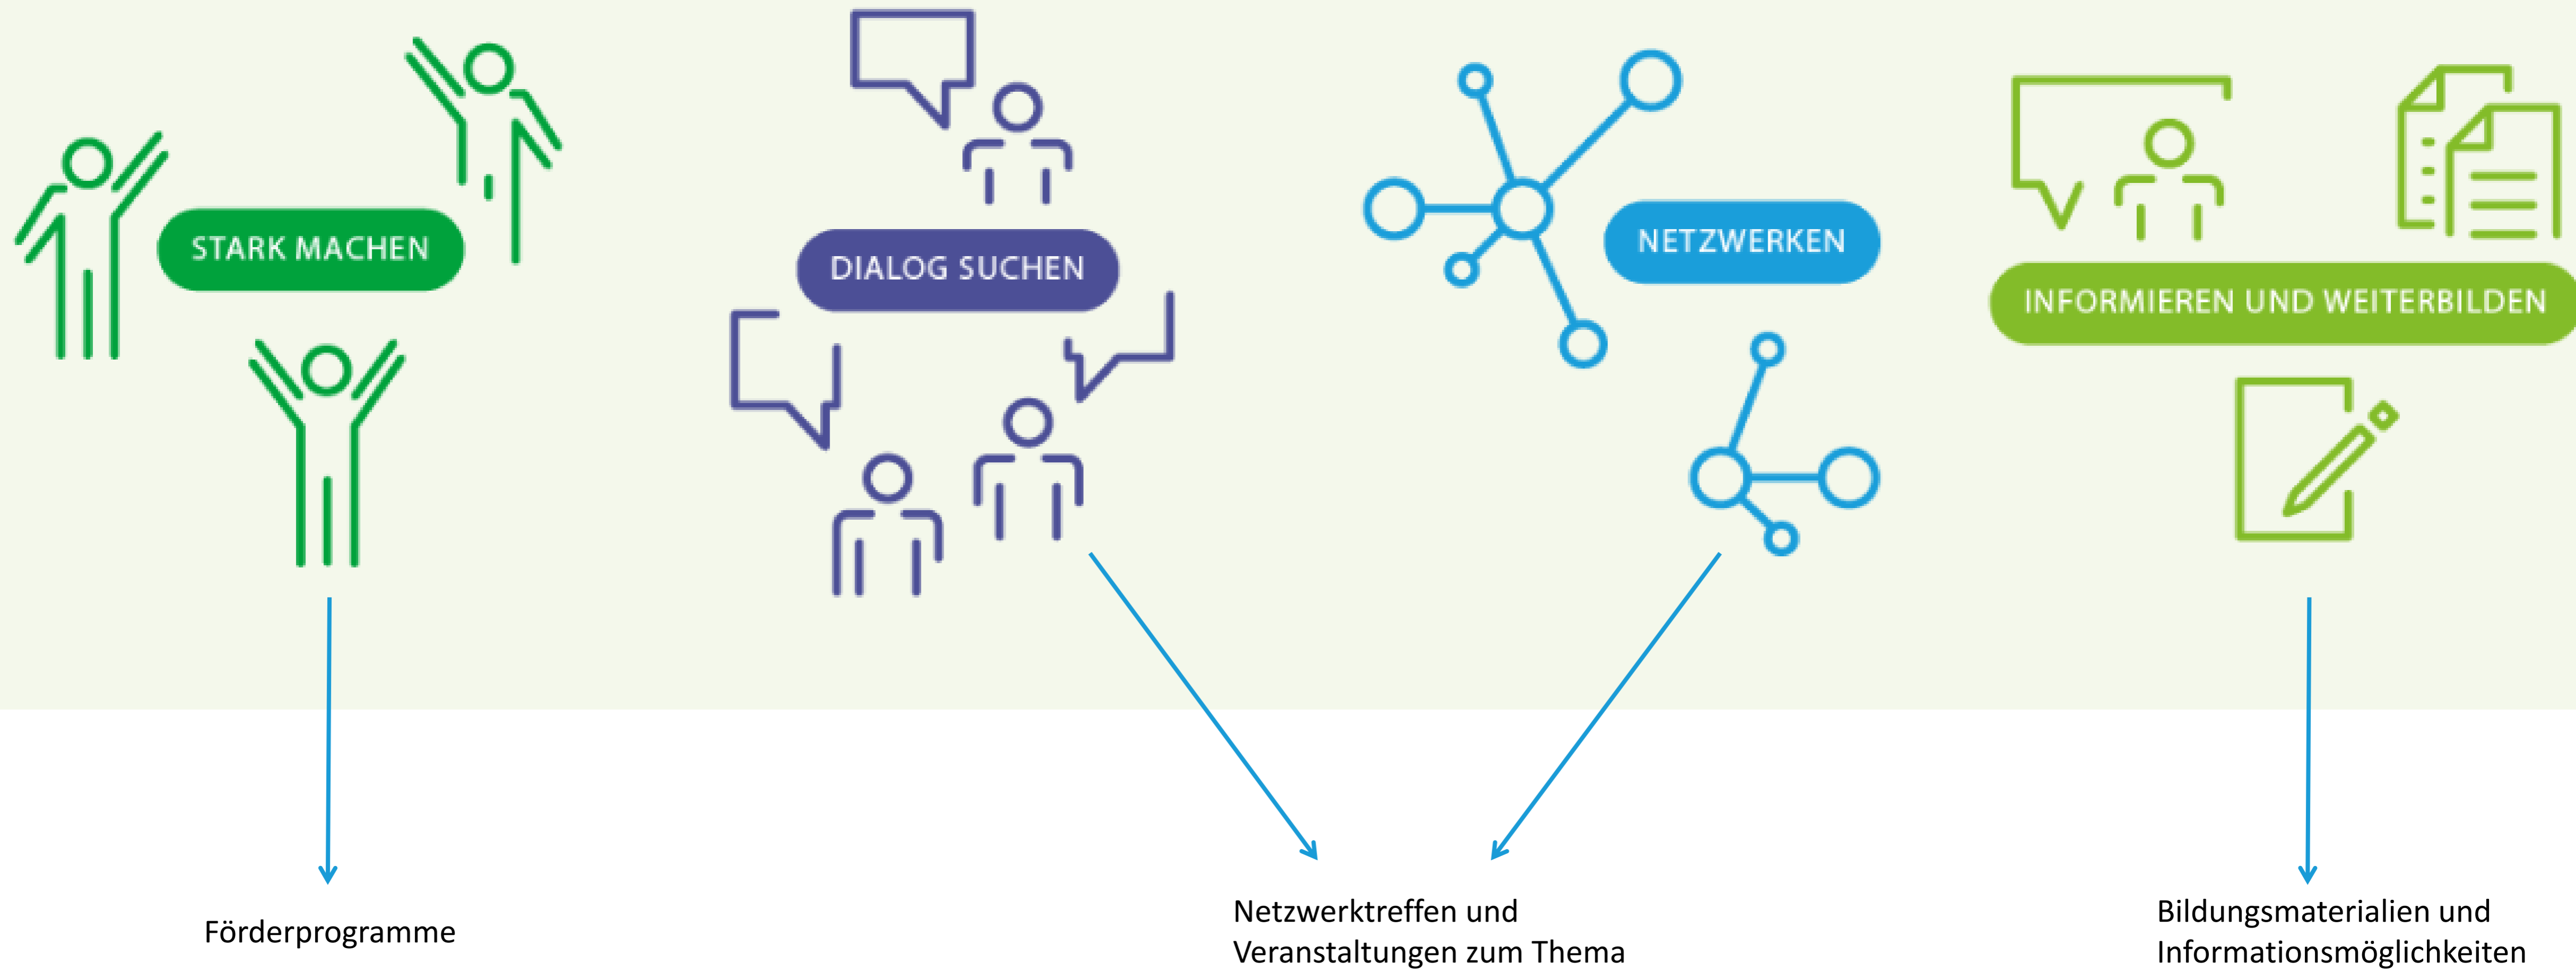 STARK MACHEN
DIALOG SUCHEN
NETZWERKEN
INFORMIEREN UND WEITERBILDEN
Förderprogramme
Netzwerktreffen und
Veranstaltungen zum Thema
Bildungsmaterialien und
Informationsmöglichkeiten